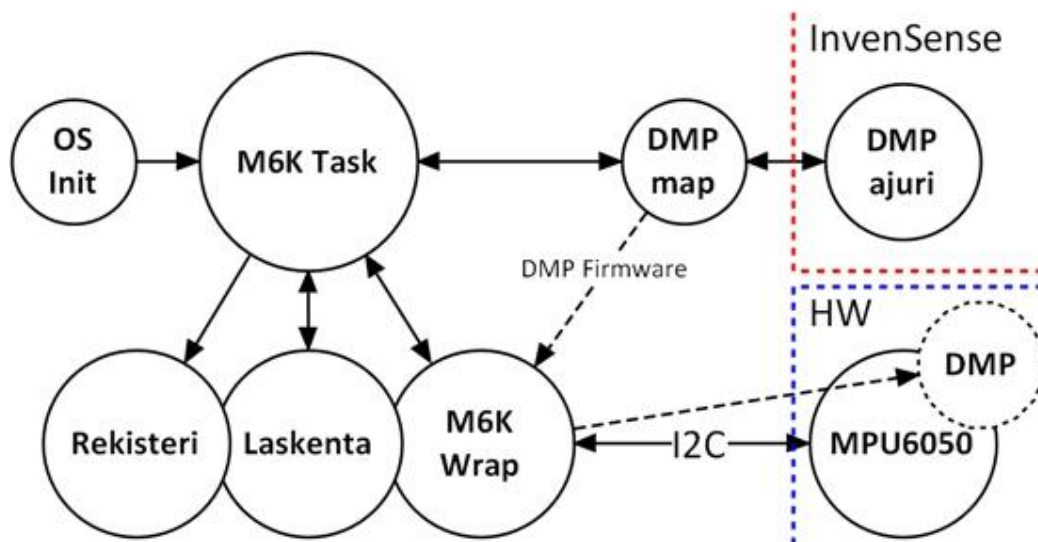 InvenSense
OS
Init
M6K Task
DMP
map
DMP
ajuri
DMP Firmware
HW
DMP
Rekisteri
Laskenta
M6K
Wrap
I2C
MPU6050